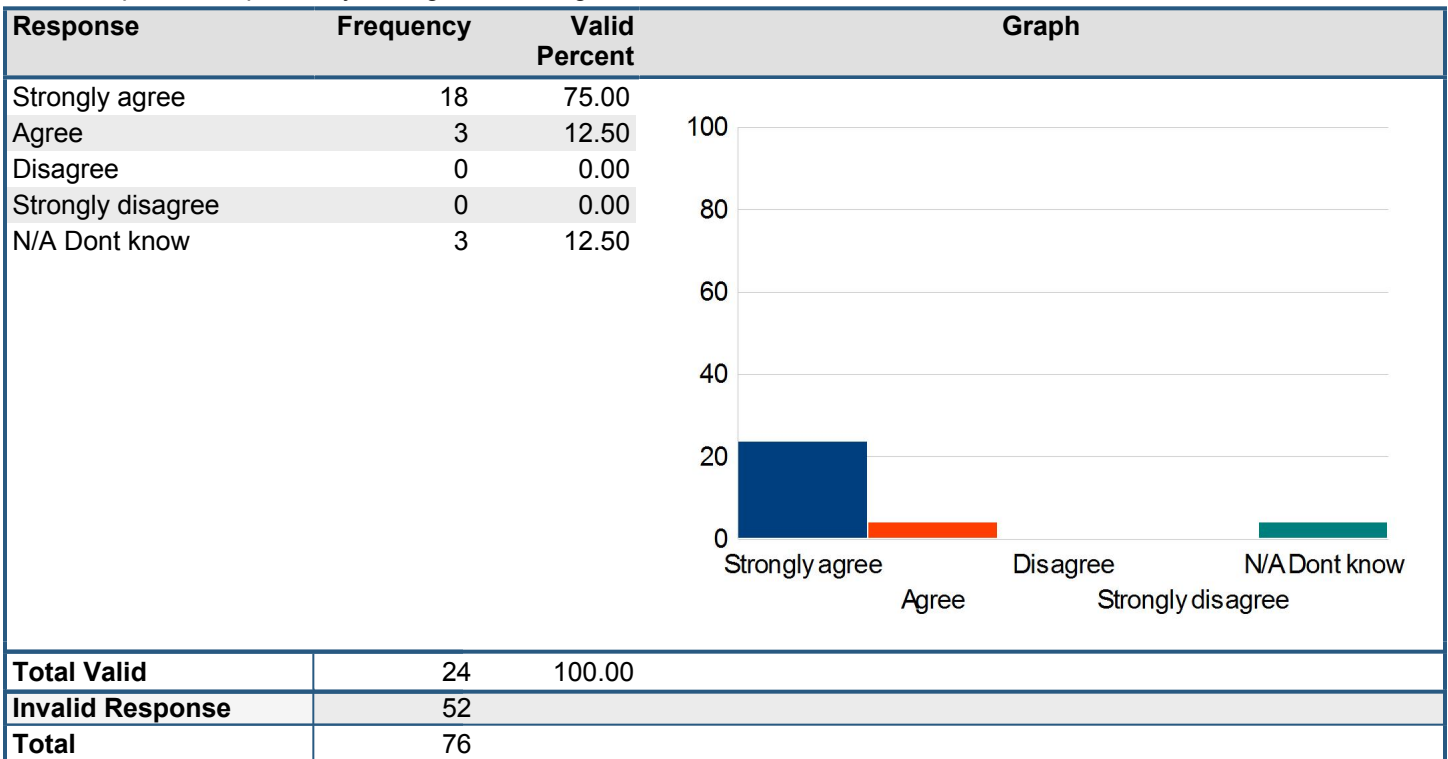 Response Frequency Valid Percent Graph
Strongly agree 18 75.00
Agree 3 12.50
Disagree 0 0.00
Strongly disagree 0 0.00
N/A Dont know 3 12.50
100
80
60
40
20
0
Strongly agree Disagree N/A Dont know
Agree Strongly disagree
Total Valid 24 100.00
Invalid Response 52
Total 76